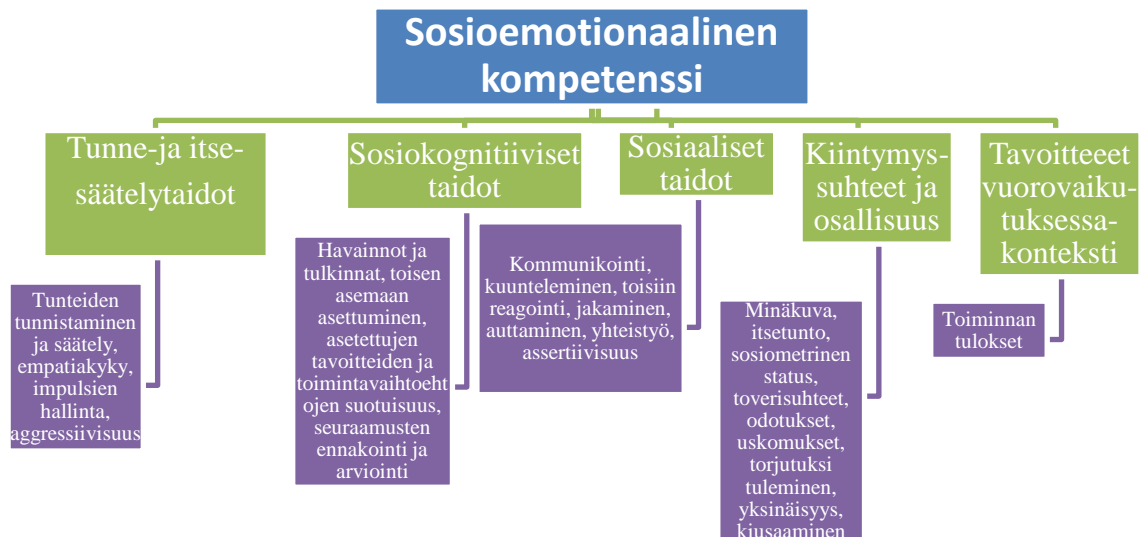 Sosioemotionaalinen
kompetenssi
Tunne-ja itse-
säätelytaidot
Sosiokognitiiviset
taidot
Sosiaaliset
taidot
Kiintymys-
suhteet ja
osallisuus
Tavoitteeet
vuorovaiku-
tuksessa-
konteksti
Tunteiden
tunnistaminen
ja säätely,
empatiakyky,
impulsien
hallinta,
aggressiivisuus
Havainnot ja
tulkinnat, toisen
asemaan
asettuminen,
asetettujen
tavoitteiden ja
toimintavaihtoeht
ojen suotuisuus,
seuraamusten
ennakointi ja
arviointi
Kommunikointi,
kuunteleminen, toisiin
reagointi, jakaminen,
auttaminen, yhteistyö,
assertiivisuus
Minäkuva,
itsetunto,
sosiometrinen
status,
toverisuhteet,
odotukset,
uskomukset,
torjutuksi
tuleminen,
yksinäisyys,
kiusaaminen
Toiminnan
tulokset